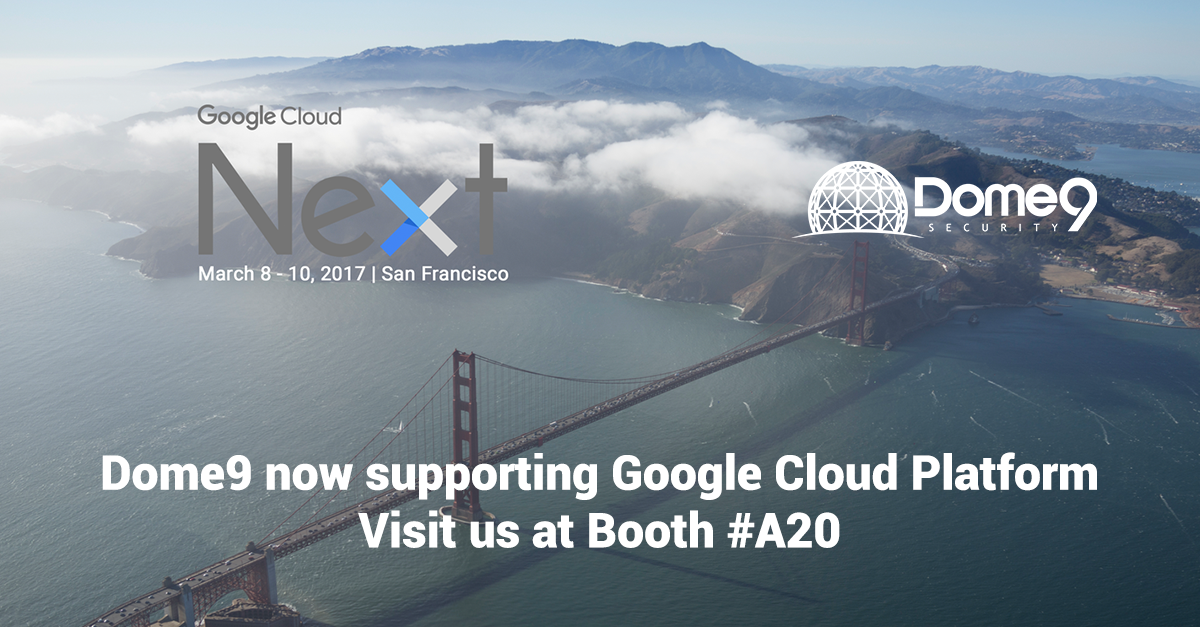 Google Cloud
Next
March 8 - 10, 2017 | San Francisco
Dome9
SECURITY
Dome9 now supporting Google Cloud Platform
Visit us at Booth #A20